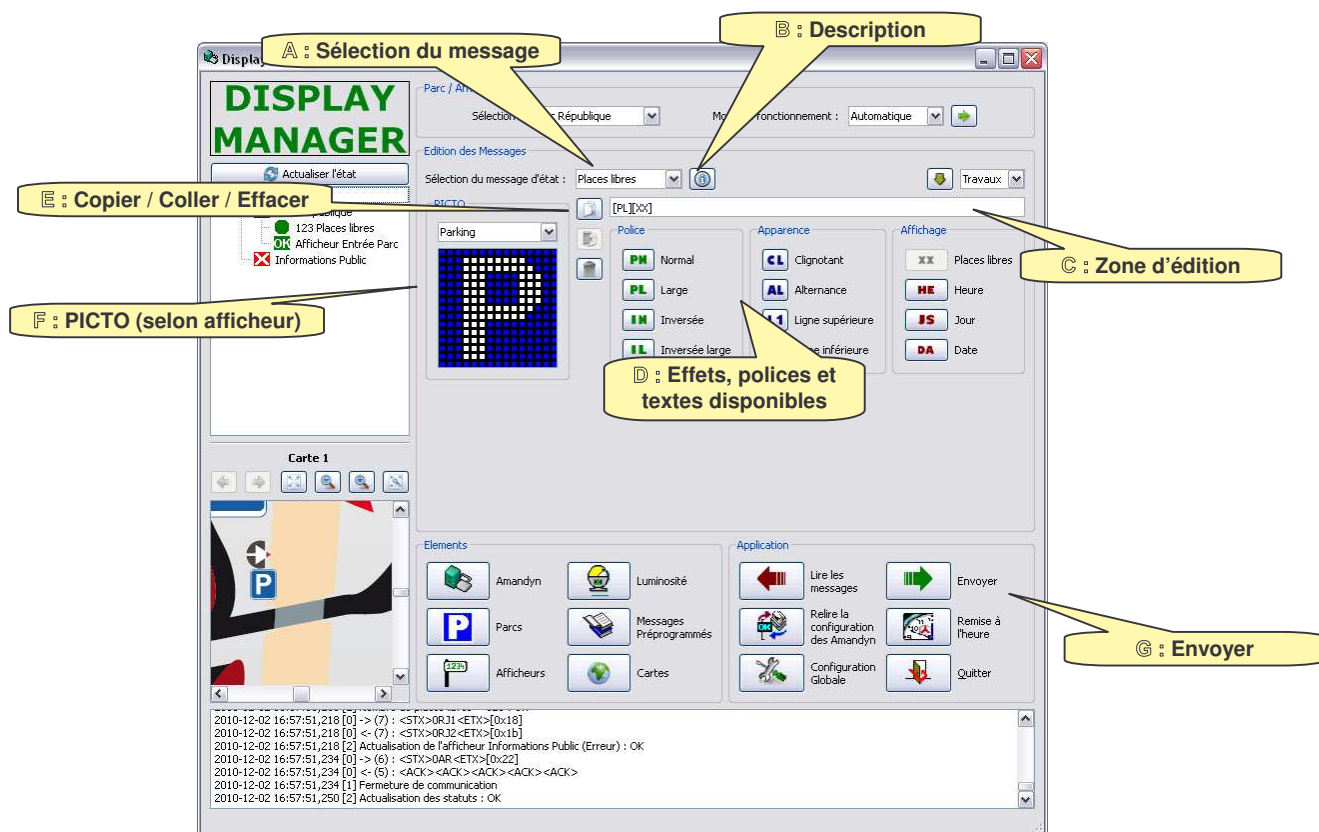 B : Description
A : Sélection du message
Display
DISPLAY
MANAGER
Parc / Af
Sélection
République
Mo
fonctionnement :
Automatique
Edition des Messages
Actualiser l'état
Sélection du message d'état :
Places libres
Travaux
E : Copier / Coller / Effacer
PICTO
[PL][XX]
publique
123 Places libres
OK Afficheur Entrée Parc
Informations Public
Parking
Police
Apparence
Affichage
PN Normal
CL Clignotant
XX Places libres
C : Zone d'édition
PL Large
AL Alternance
HE Heure
F : PICTO (selon afficheur)
IN Inversée
L1 Ligne supérieure
JS Jour
IL Inversée large
inférieure
DA Date
D : Effets, polices et
textes disponibles
Carte 1
P
Elements
Application
Amandyn
Luminosité
Lire les
messages
Envoyer
P Parcs
Messages
Préprogrammés
OK
Relire la
configuration
des Amandyn
Remise à
l'heure
G : Envoyer
1234 Afficheurs
Cartes
Configuration
Globale
Quitter
2010-12-02 16:57:51,218 [0] -> (7) : <STX>0RJ1<ETX>[0x18]
2010-12-02 16:57:51,218 [0] <- (7) : <STX>0RJ2<ETX>[0x1b]
2010-12-02 16:57:51,218 [2] Actualisation de l'afficheur Informations Public (Erreur) : OK
2010-12-02 16:57:51,234 [0] -> (6) : <STX>0AR<ETX>[0x22]
2010-12-02 16:57:51,234 [0] <- (5) : <ACK><ACK><ACK><ACK><ACK>
2010-12-02 16:57:51,234 [1] Fermeture de communication
2010-12-02 16:57:51,250 [2] Actualisation des statuts : OK